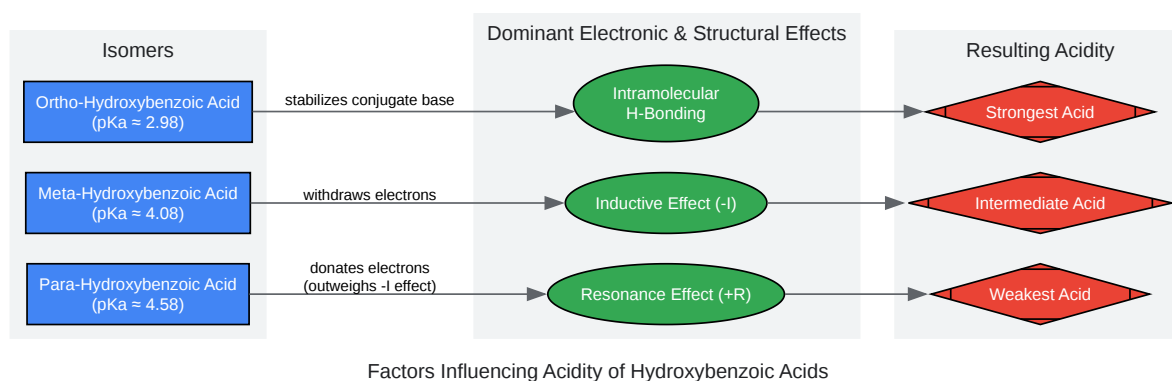 Isomers
Dominant Electronic & Structural Effects
Resulting Acidity
Ortho-Hydroxybenzoic Acid
(pKa ≈ 2.98)
stabilizes conjugate base
Intramolecular
H-Bonding
Strongest Acid
Meta-Hydroxybenzoic Acid
(pKa ≈ 4.08)
withdraws electrons
Inductive Effect (-I)
Intermediate Acid
Para-Hydroxybenzoic Acid
(pKa ≈ 4.58)
donates electrons
(outweighs -I effect)
Resonance Effect (+R)
Weakest Acid
Factors Influencing Acidity of Hydroxybenzoic Acids